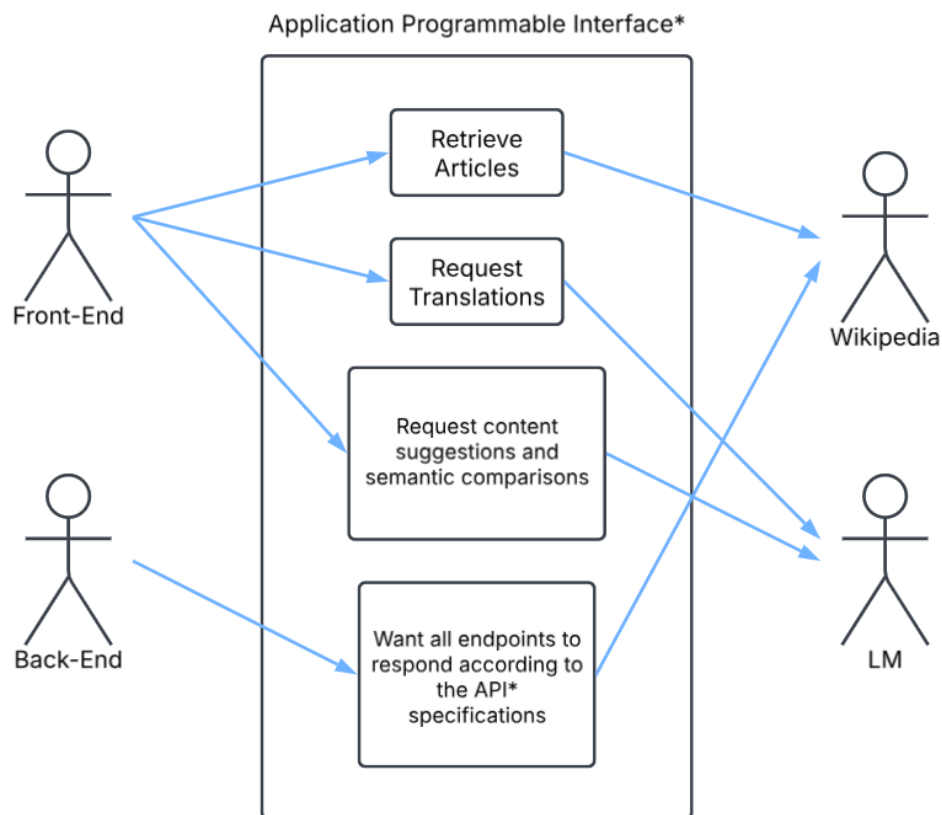 Application Programmable Interface*
Retrieve
Articles
Request
Translations
Front-End
Wikipedia
Request content
suggestions and
semantic comparisons
Want all endpoints to
respond according to
the API*
specifications
Back-End
LM